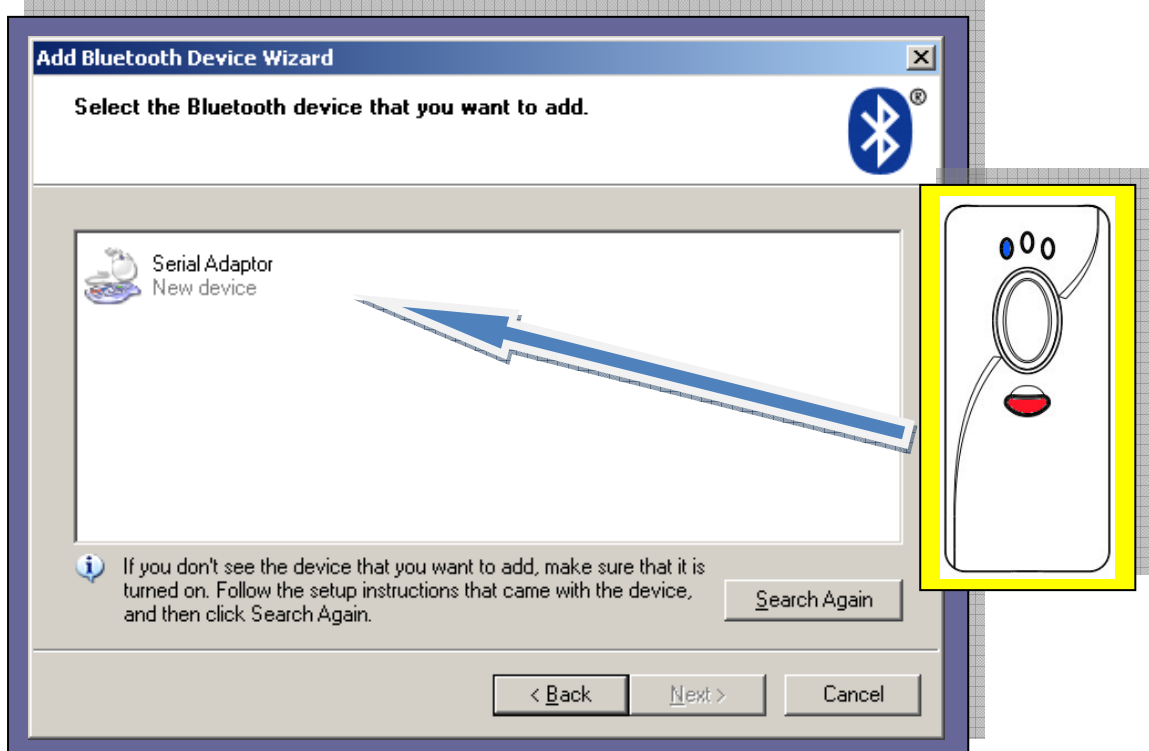 Add Bluetooth Device Wizard
Select the Bluetooth device that you want to add.
®
Serial Adaptor
New device
If you don't see the device that you want to add, make sure that it is
turned on. Follow the setup instructions that came with the device,
and then click Search Again.
Search Again
< Back
Next >
Cancel